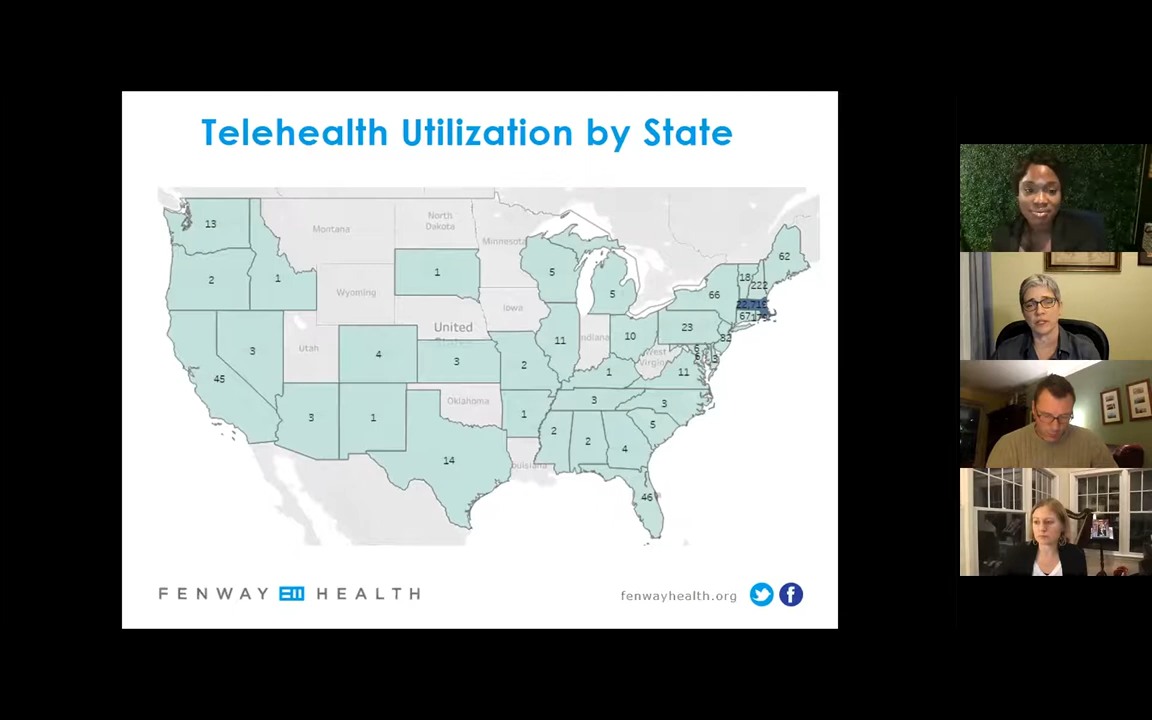 Telehealth Utilization by State
13
Montana
North
Dakota
Minnesota
62
2
1
1
5
5
18
222
66
Wyoming
Iowa
67
23
United
3
Utah
4
3
2
11
10
West
45
1
11
3
1
Oklahoma
1
3
3
2
2
4
5
14
46
FENWAY HEALTH
fenwayhealth.org